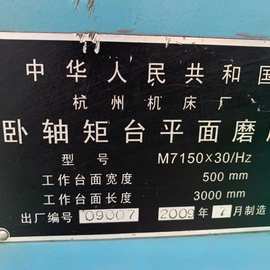 中华人民共和国
杭州机床厂
卧轴矩台平面磨床
型号 M7150×30/Hz
工作台面宽度 500 mm
工作台面长度 3000 mm
出厂编号 09007 2009年7月制造